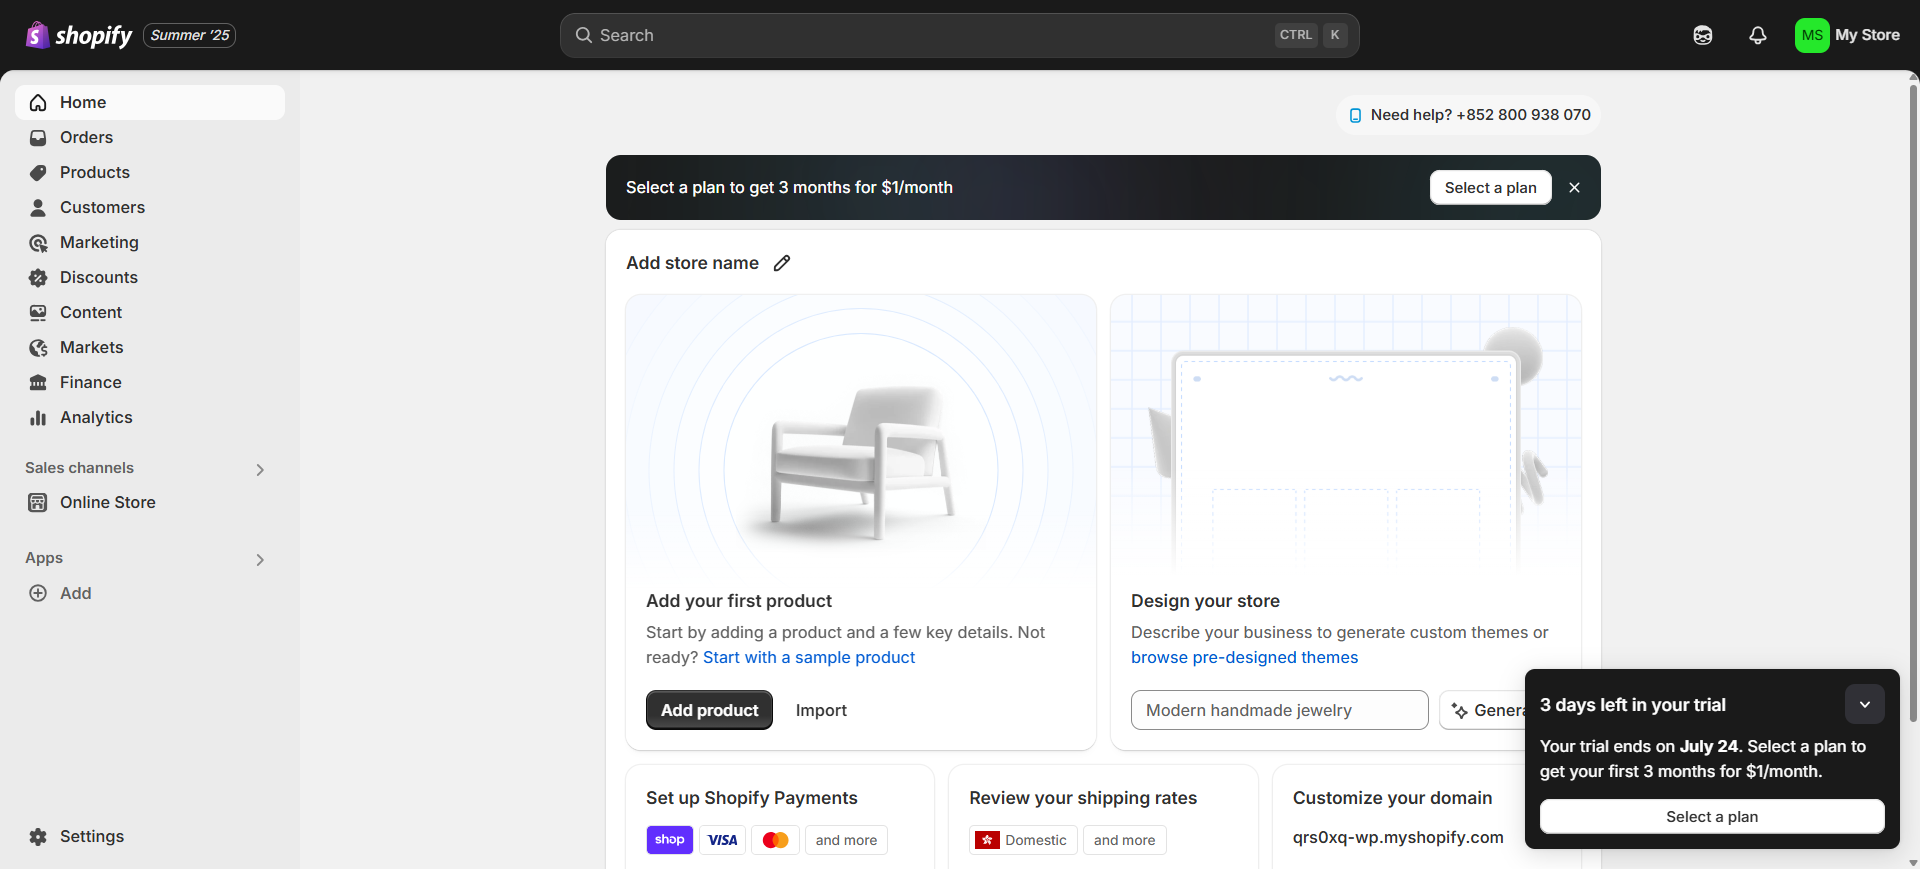 shopify
Summer '25
Search
CTRL K
MS
My Store
Home
Orders
Products
Customers
Marketing
Discounts
Content
Markets
Finance
Analytics
Sales channels
Online Store
Apps
Add
Settings
Need help? +852 800 938 070
Select a plan to get 3 months for $1/month
Select a plan
Add store name
Add your first product
Start by adding a product and a few key details. Not
ready? Start with a sample product
Add product
Import
Design your store
Describe your business to generate custom themes or
browse pre-designed themes
Modern handmade jewelry
Genera
Set up Shopify Payments
shop
VISA
and more
Review your shipping rates
Domestic
and more
Customize your domain
qrs0xq-wp.myshopify.com
3 days left in your trial
Your trial ends on July 24. Select a plan to
get your first 3 months for $1/month.
Select a plan